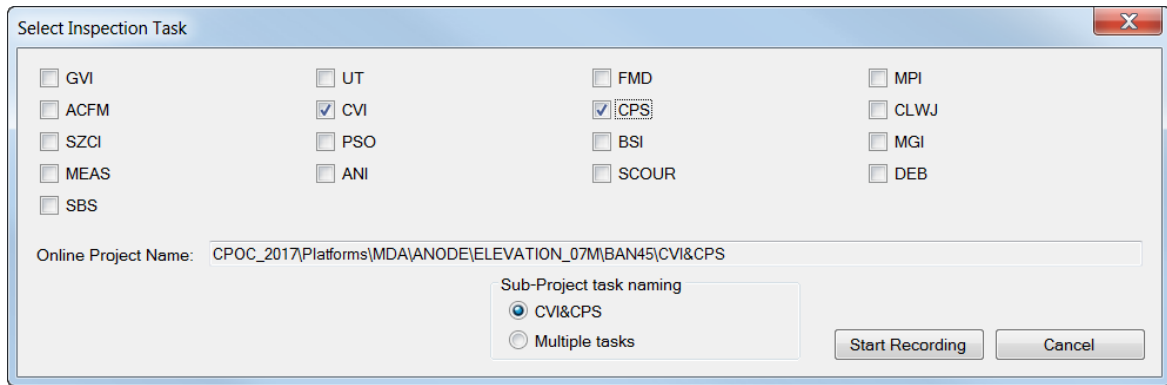 Select Inspection Task
GVI UT FMD MPI
ACFM CVI CPS CLWJ
SZCI PSO BSI MGI
MEAS ANI SCOUR DEB
SBS
Online Project Name: CPOC_2017\Platforms\MDA\ANODE\ELEVATION_07M\BAN45\CVI&CPS
Sub-Project task naming
CVI&CPS
Multiple tasks
Start Recording Cancel